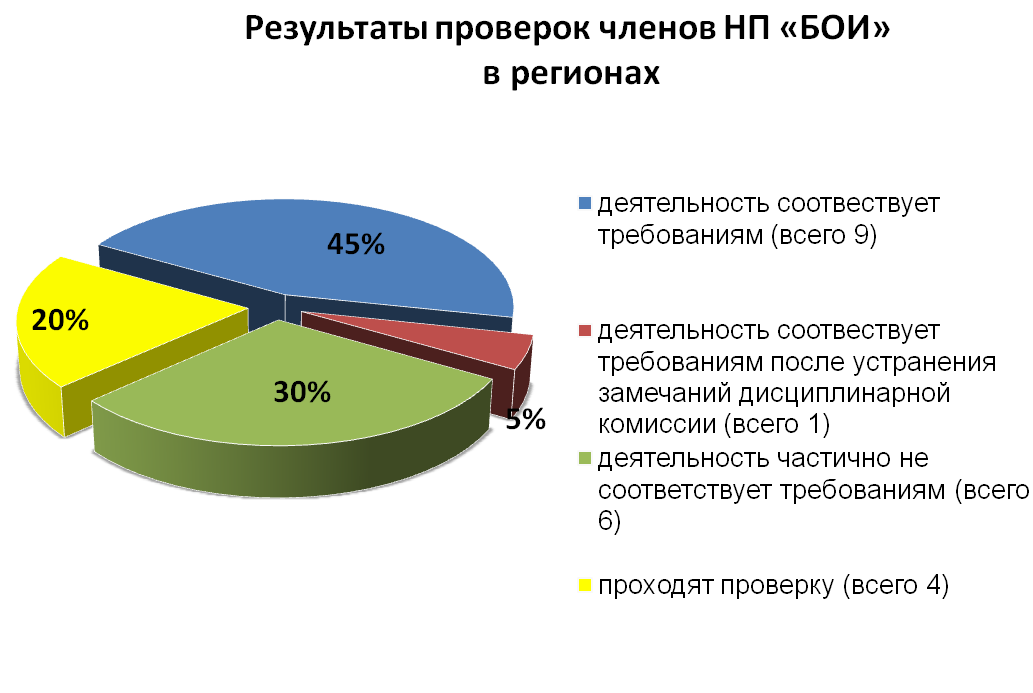 Результаты проверок членов НП «БОИ»
в регионах
45%
20%
30%
5%
деятельность соотвествует
требованиям (всего 9)
деятельность соотвествует
требованиям после устранения
замечаний дисциплинарной
комиссии (всего 1)
деятельность частично не
соответствует требованиям (всего
6)
проходят проверку (всего 4)